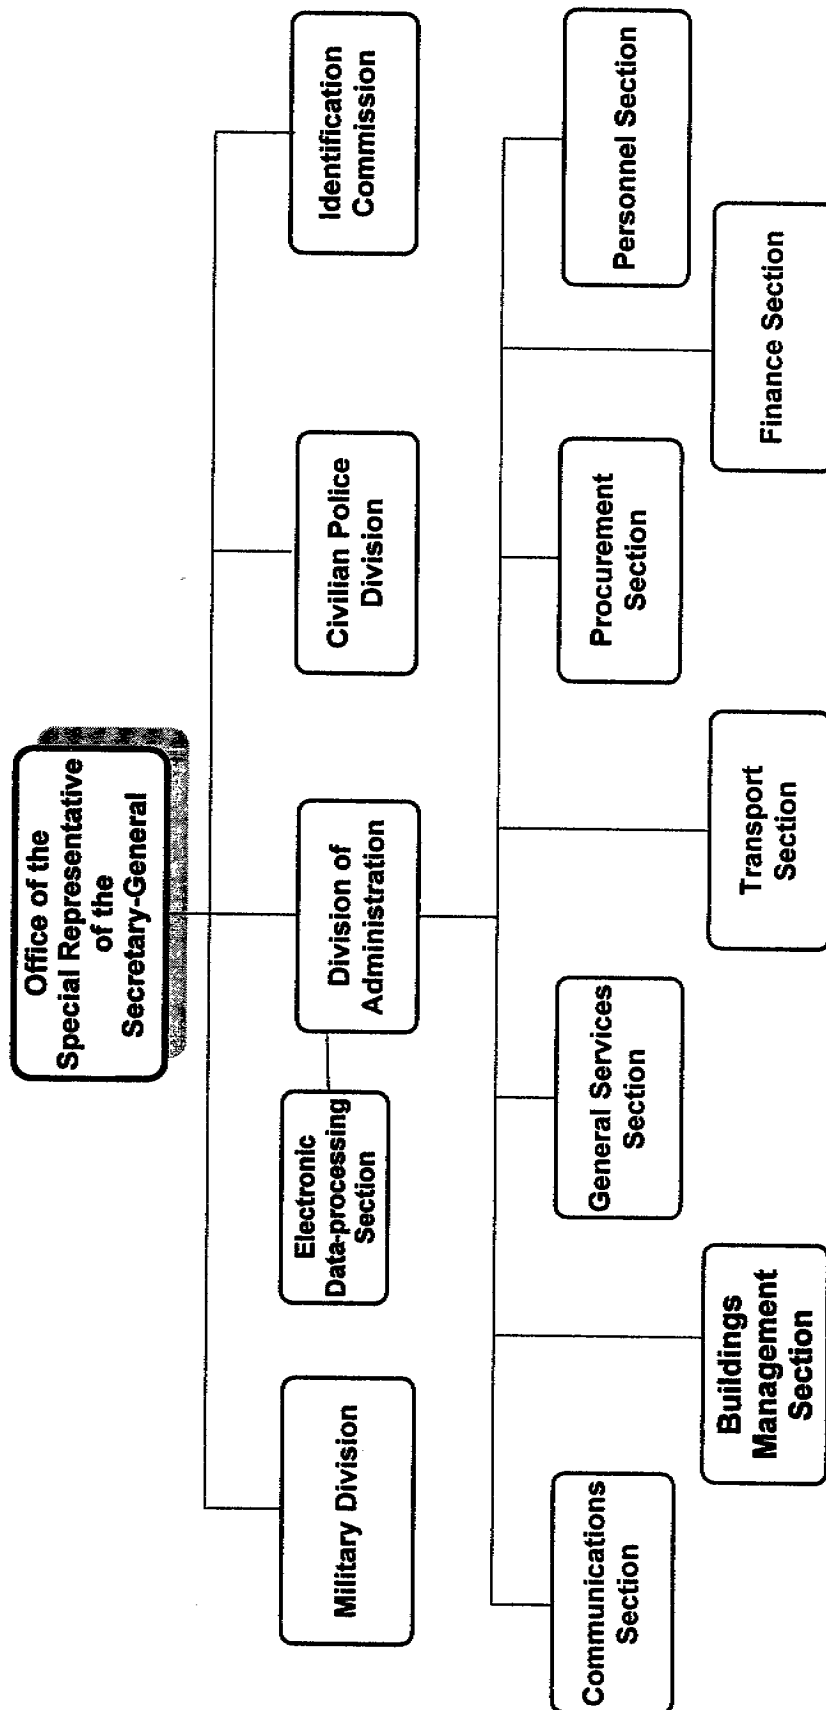 Office of the
Special Representative
of the
Secretary-General
Military Division
Electronic
Data-processing
Section
Division of
Administration
Civilian Police
Division
Identification
Commission
Communications
Section
Buildings
Management
Section
General Services
Section
Transport
Section
Procurement
Section
Finance Section
Personnel Section